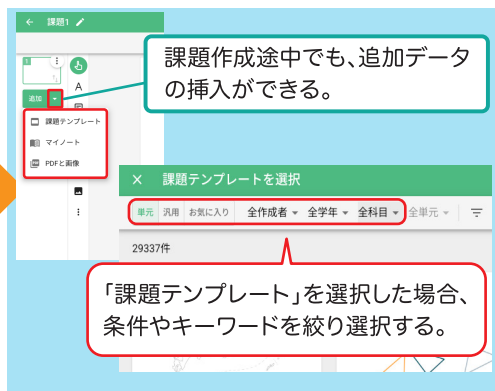 ← 課題1
課題作成途中でも、追加データ
の挿入ができる。
1
A
追加
課題テンプレート
マイノート
PDFと画像
× 課題テンプレートを選択
単元 汎用 お気に入り 全作成者 全学年 全科目 全単元
29337件
「課題テンプレート」を選択した場合、
条件やキーワードを絞り選択する。